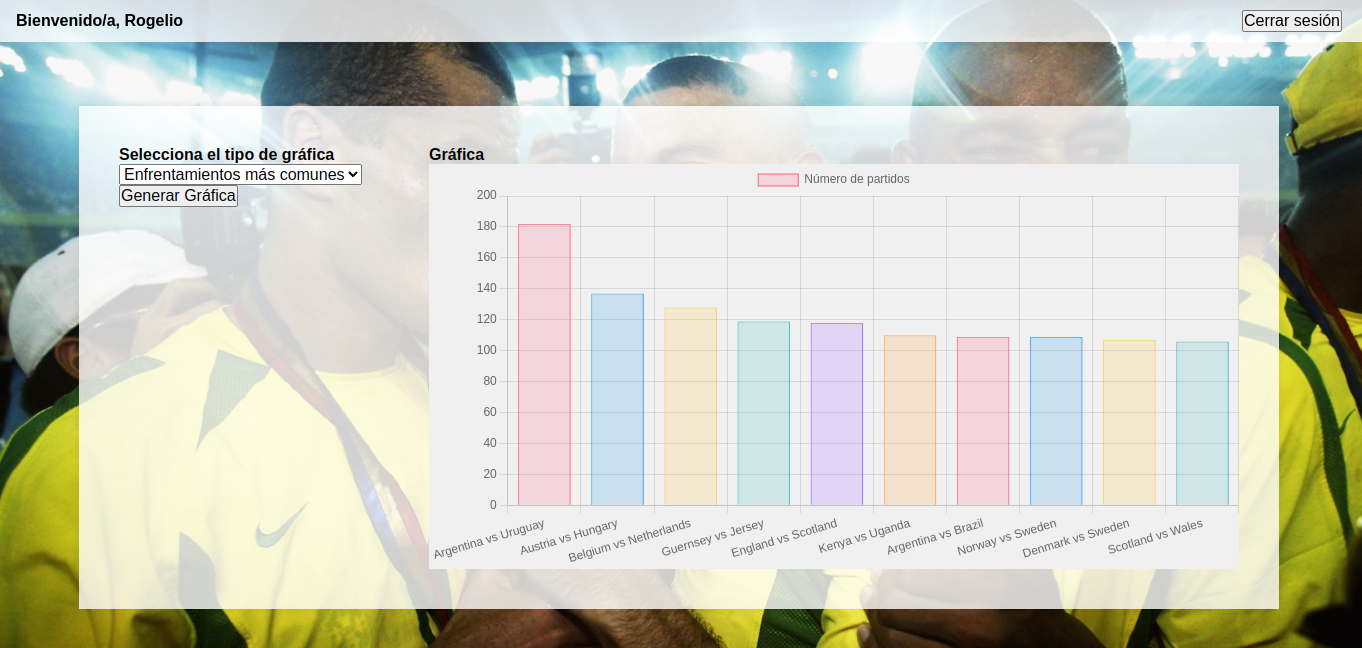 Bienvenido/a, Rogelio
Cerrar sesión
Selecciona el tipo de gráfica
Enfrentamientos más comunes
Generar Gráfica
Gráfica
Número de partidos
200
180
160
140
120
100
80
60
40
20
0
Argentina vs Uruguay
Austria vs Hungary
Belgium vs Netherlands
Guernsey vs Jersey
England vs Scotland
Kenya vs Uganda
Argentina vs Brazil
Norway vs Sweden
Denmark vs Sweden
Scotland vs Wales